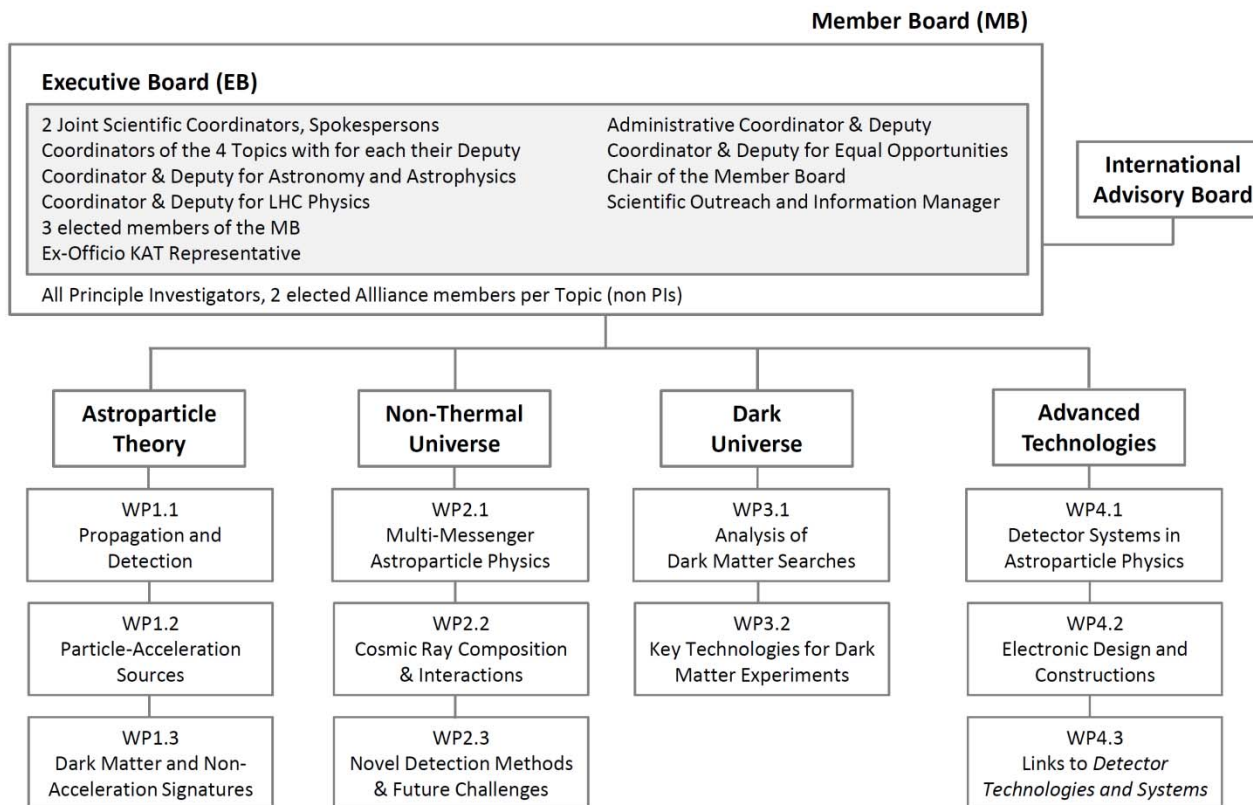 Member Board (MB)
Executive Board (EB)
2 Joint Scientific Coordinators, Spokespersons
Coordinators of the 4 Topics with for each their Deputy
Coordinator & Deputy for Astronomy and Astrophysics
Coordinator & Deputy for LHC Physics
3 elected members of the MB
Ex-Officio KAT Representative
Administrative Coordinator & Deputy
Coordinator & Deputy for Equal Opportunities
Chair of the Member Board
Scientific Outreach and Information Manager
All Principle Investigators, 2 elected Allliance members per Topic (non PIs)
International
Advisory Board
Astroparticle
Theory
WP1.1
Propagation and
Detection
WP1.2
Particle-Acceleration
Sources
WP1.3
Dark Matter and Non-
Acceleration Signatures
Non-Thermal
Universe
WP2.1
Multi-Messenger
Astroparticle Physics
WP2.2
Cosmic Ray Composition
& Interactions
WP2.3
Novel Detection Methods
& Future Challenges
Dark
Universe
WP3.1
Analysis of
Dark Matter Searches
WP3.2
Key Technologies for Dark
Matter Experiments
Advanced
Technologies
WP4.1
Detector Systems in
Astroparticle Physics
WP4.2
Electronic Design and
Constructions
WP4.3
Links to Detector
Technologies and Systems